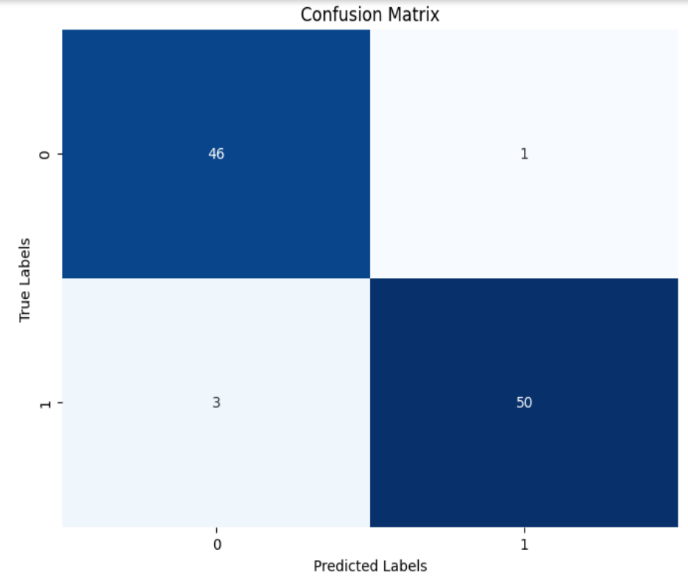 Confusion Matrix
0
46
1
True Labels
1
3
50
0
1
Predicted Labels